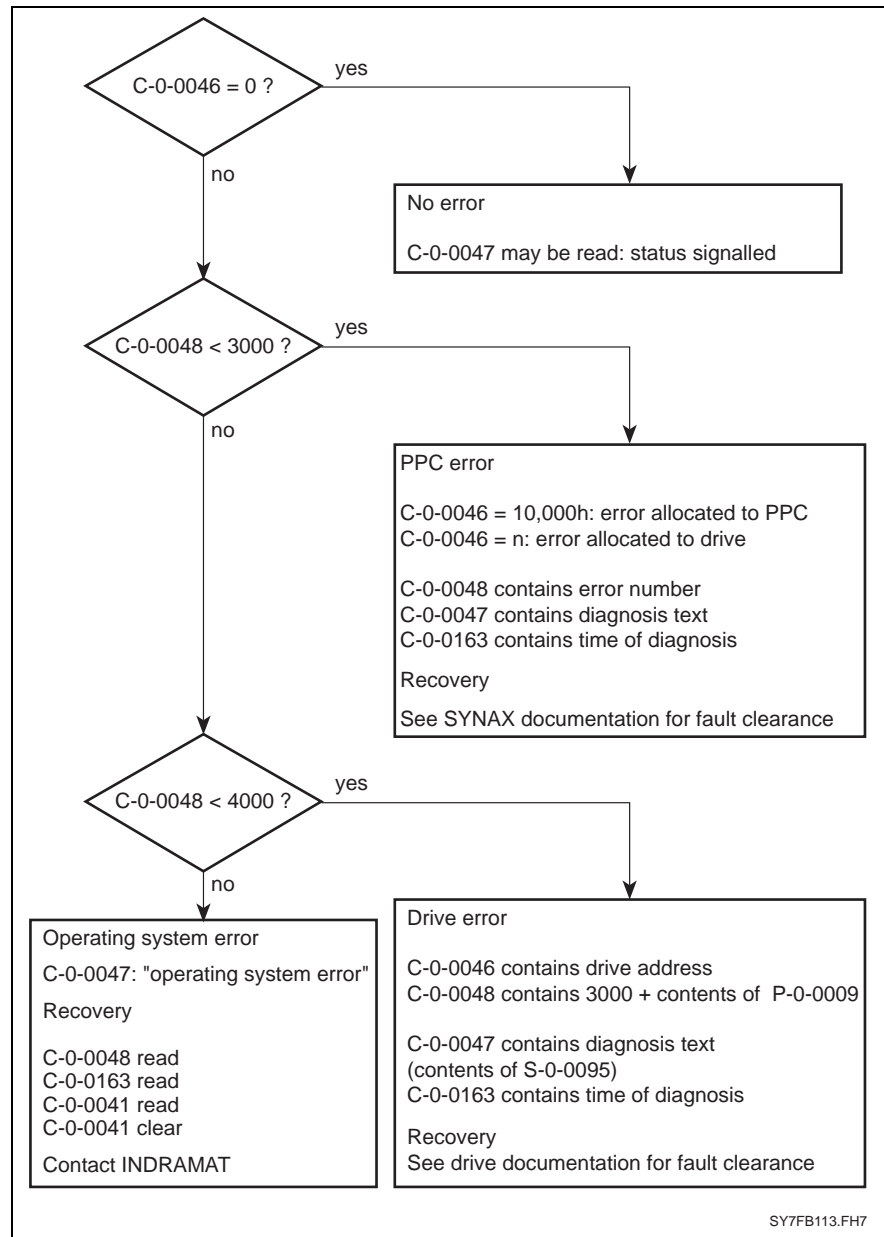 C-0-0046 = 0 ?
yes
no
No error
C-0-0047 may be read: status signalled
C-0-0048 < 3000 ?
yes
no
PPC error
C-0-0046 = 10,000h: error allocated to PPC
C-0-0046 = n: error allocated to drive
C-0-0048 contains error number
C-0-0047 contains diagnosis text
C-0-0163 contains time of diagnosis
Recovery
See SYNAX documentation for fault clearance
C-0-0048 < 4000 ?
yes
no
Operating system error
C-0-0047: "operating system error"
Recovery
C-0-0048 read
C-0-0163 read
C-0-0041 read
C-0-0041 clear
Contact INDRAMAT
Drive error
C-0-0046 contains drive address
C-0-0048 contains 3000 + contents of P-0-0009
C-0-0047 contains diagnosis text
(contents of S-0-0095)
C-0-0163 contains time of diagnosis
Recovery
See drive documentation for fault clearance
SY7FB113.FH7